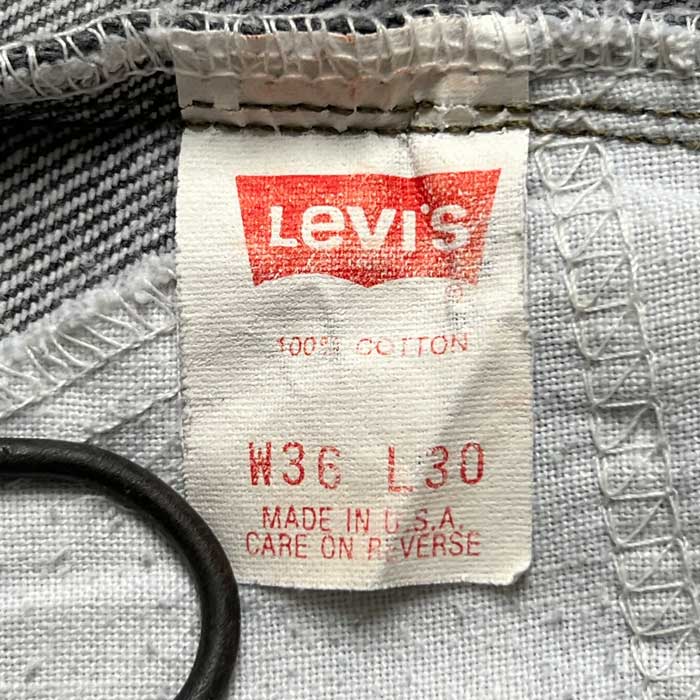 Levi's
100% COTTON
W36 L30
MADE IN U.S.A.
CARE ON REVERSE